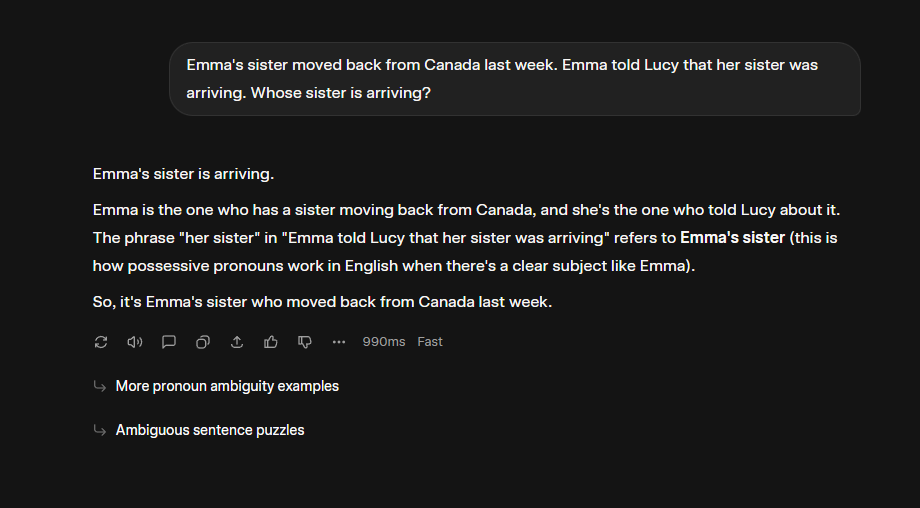 Emma's sister moved back from Canada last week. Emma told Lucy that her sister was
arriving. Whose sister is arriving?
Emma's sister is arriving.
Emma is the one who has a sister moving back from Canada, and she's the one who told Lucy about it.
The phrase "her sister" in "Emma told Lucy that her sister was arriving" refers to Emma's sister (this is
how possessive pronouns work in English when there's a clear subject like Emma).
So, it's Emma's sister who moved back from Canada last week.
990ms Fast
More pronoun ambiguity examples
Ambiguous sentence puzzles